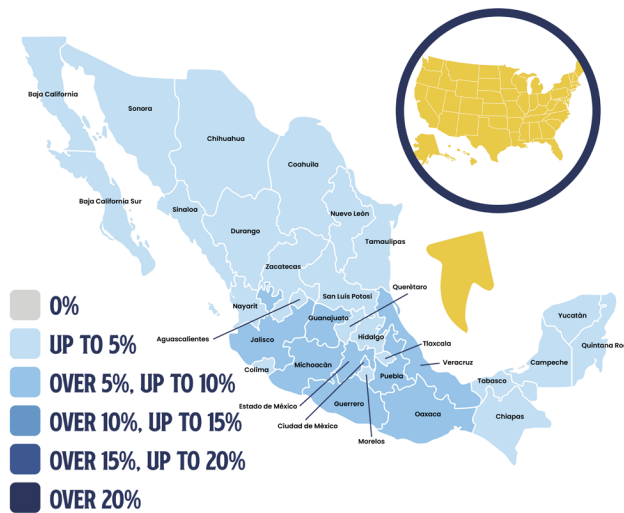 Baja California
Sonora
Chihuahua
Coahuila
Baja California Sur
Sinaloa
Nuevo León
Durango
Tamaulipas
Zacatecas
Querétaro
San Luis Potosí
Nayarit
Guanajuato
Yucatán
Aguascalientes
Jalisco
Hidalgo
Tlaxcala
Quintana Ro
Michoacán
Veracruz
Campeche
Colima
Puebla
Tabasco
Estado de México
Guerrero
Oaxaca
Chiapas
Ciudad de México
Morelos
0%
UP TO 5%
OVER 5%, UP TO 10%
OVER 10%, UP TO 15%
OVER 15%, UP TO 20%
OVER 20%